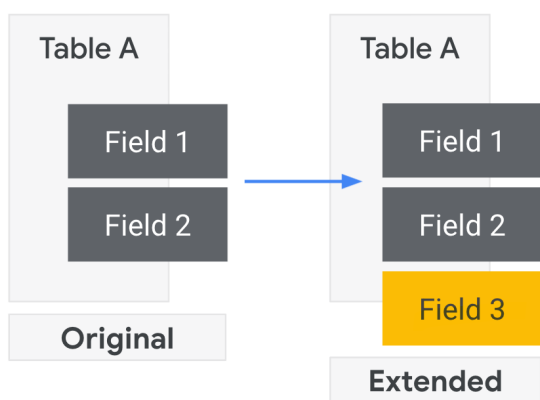 Table A
Field 1
Field 2
Original
Table A
Field 1
Field 2
Field 3
Extended